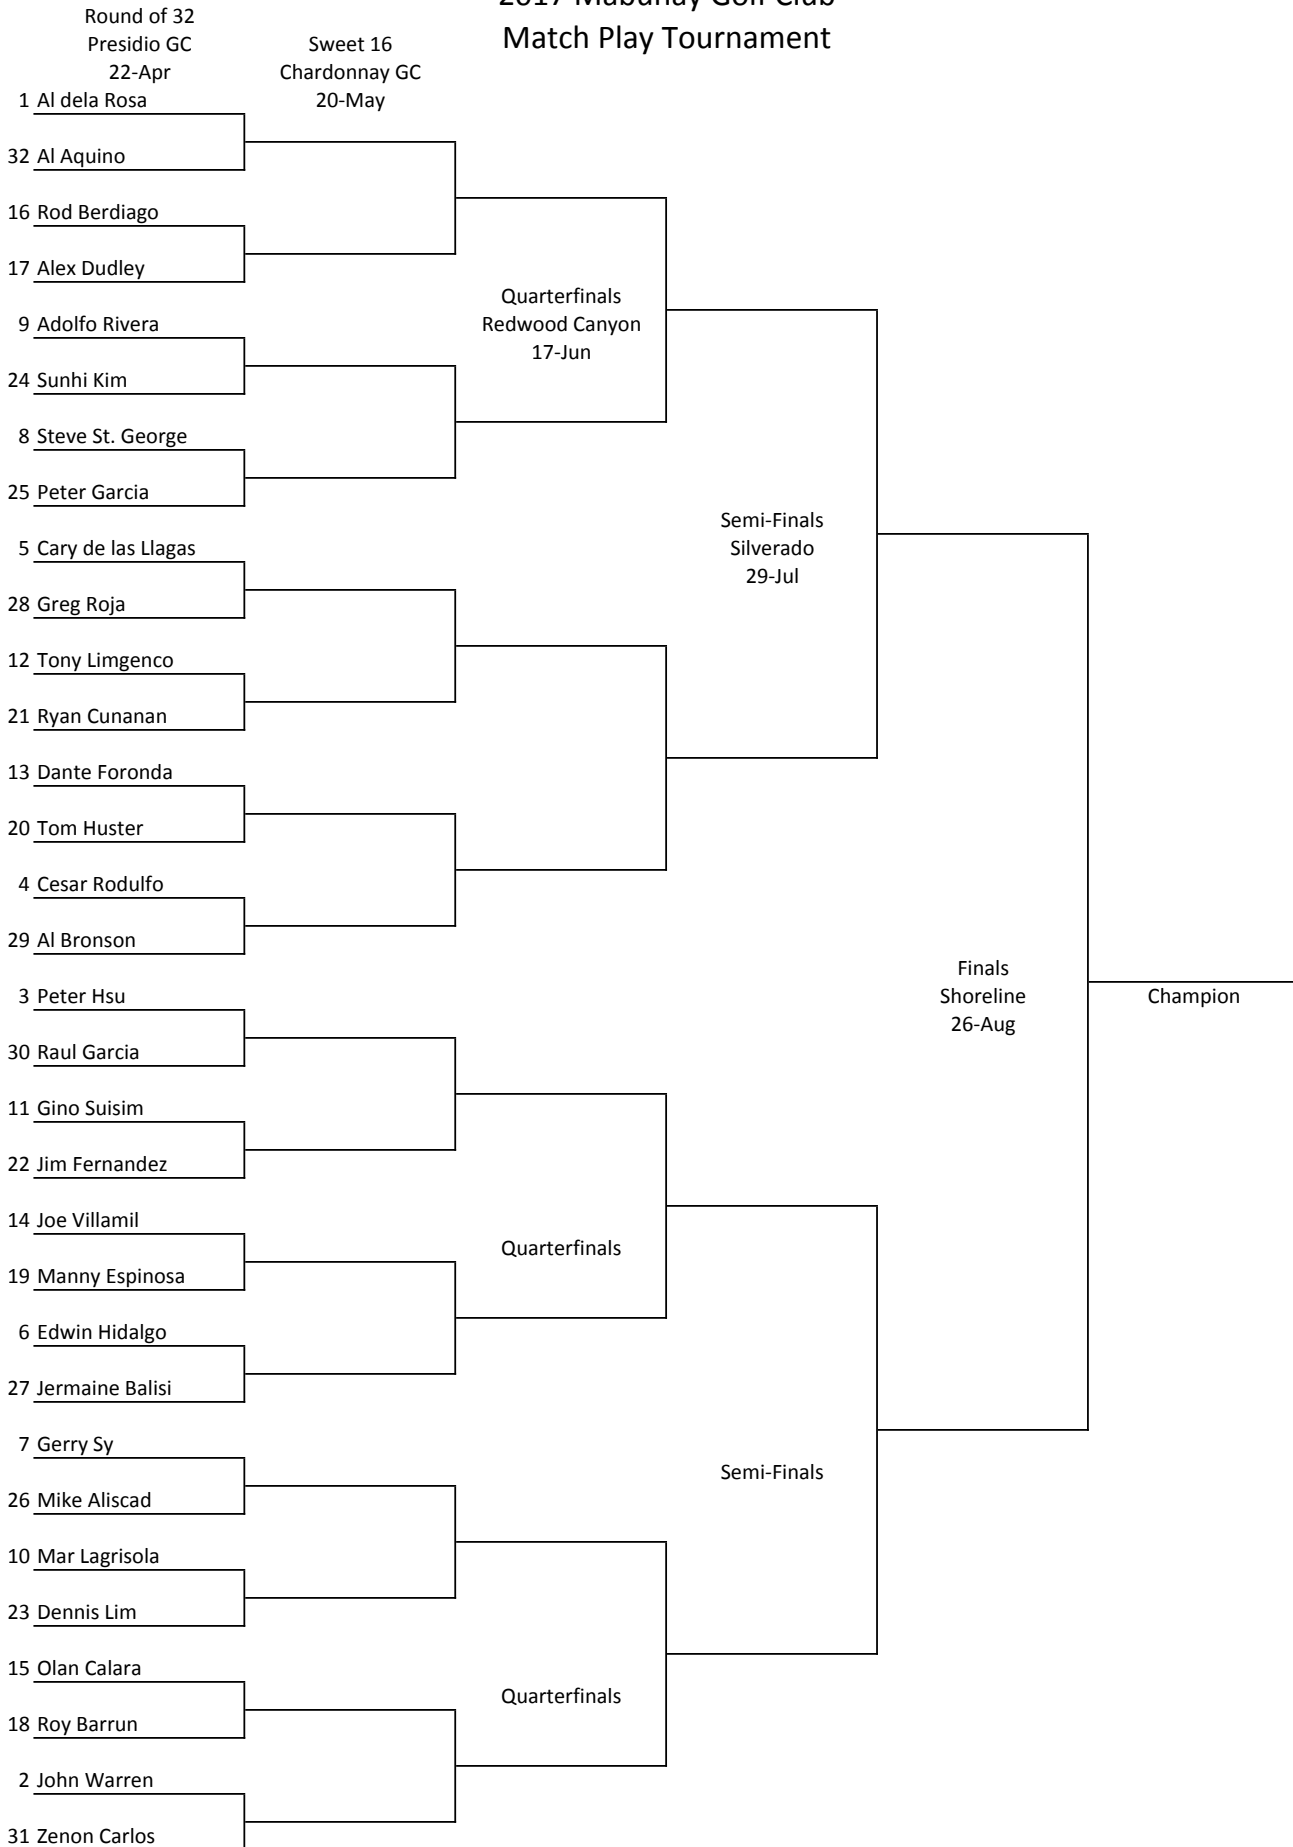 2017 Mabuhay Golf Club
Match Play Tournament
Round of 32
Presidio GC
22-Apr
Sweet 16
Chardonnay GC
20-May
1 Al dela Rosa
32 Al Aquino
16 Rod Berdiago
17 Alex Dudley
9 Adolfo Rivera
Quarterfinals
Redwood Canyon
17-Jun
24 Sunhi Kim
8 Steve St. George
25 Peter Garcia
5 Cary de las Llagas
Semi-Finals
Silverado
29-Jul
28 Greg Roja
12 Tony Limgenco
21 Ryan Cunanan
13 Dante Foronda
20 Tom Huster
4 Cesar Rodulfo
29 Al Bronson
3 Peter Hsu
Finals
Shoreline
26-Aug
Champion
30 Raul Garcia
11 Gino Suisim
22 Jim Fernandez
14 Joe Villamil
Quarterfinals
19 Manny Espinosa
6 Edwin Hidalgo
27 Jermaine Balisi
7 Gerry Sy
Semi-Finals
26 Mike Aliscad
10 Mar Lagrisola
23 Dennis Lim
15 Olan Calara
Quarterfinals
18 Roy Barrun
2 John Warren
31 Zenon Carlos